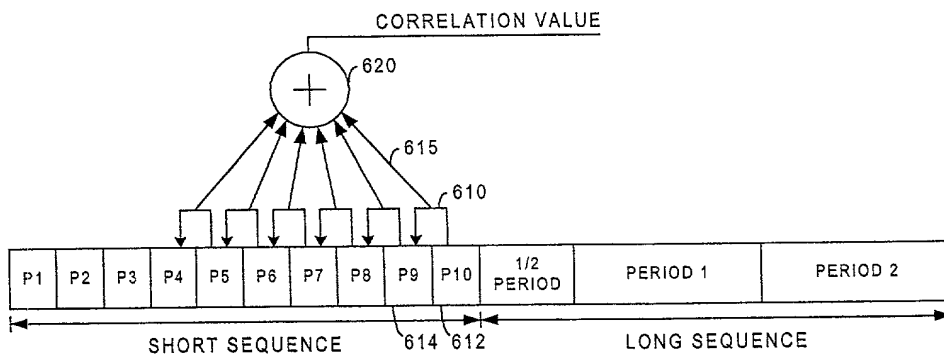 CORRELATION VALUE
620
+
615
610
P1 P2 P3 P4 P5 P6 P7 P8 P9 P10 1/2 PERIOD PERIOD 1 PERIOD 2
SHORT SEQUENCE 614 612 LONG SEQUENCE